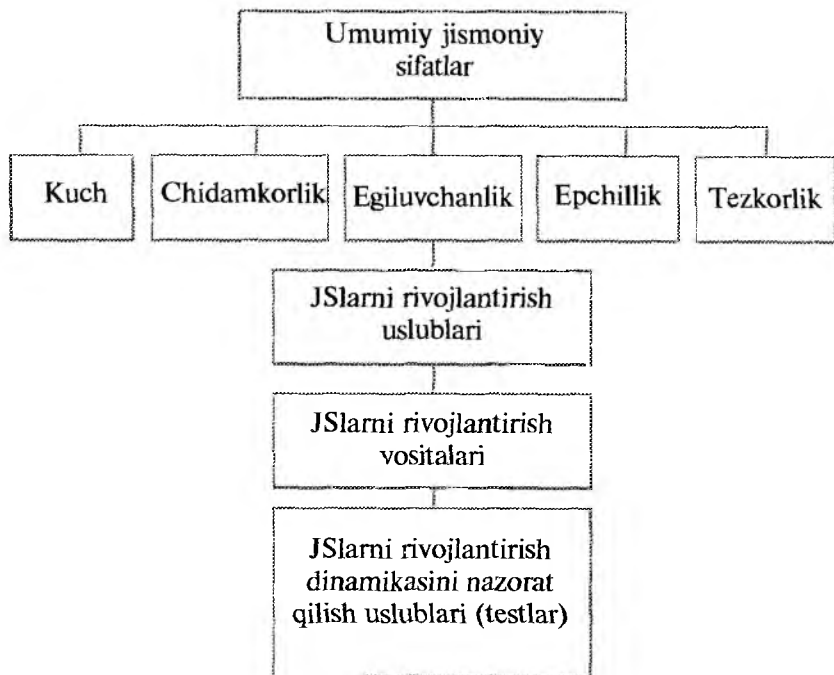 Umumiy jismoniy
sifatlar
Kuch
Chidamkorlik
Egiluvchanlik
Epchillik
Tezkorlik
JSlarni rivojlantirish
uslublari
JSlarni rivojlantirish
vositalari
JSlarni rivojlantirish
dinamikasini nazorat
qilish uslublari (testlar)